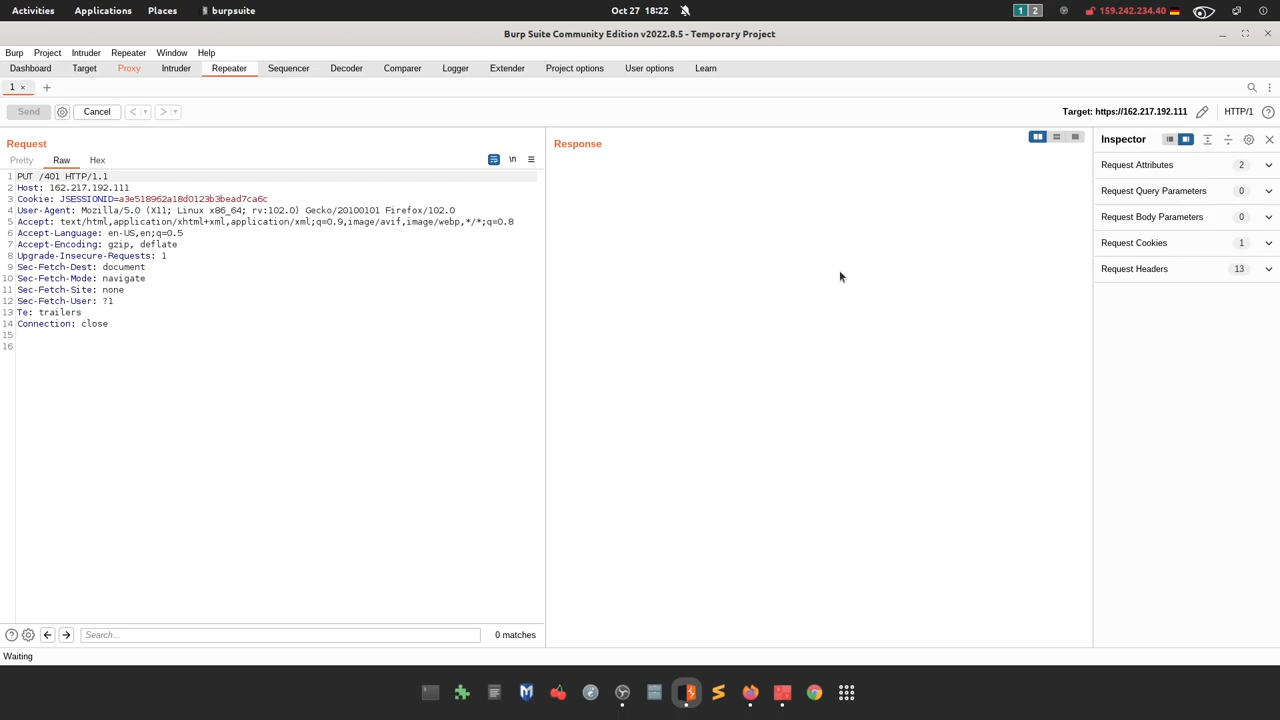 Activities Applications Places burpsuite Oct 27 18:22 1 2 159.242.234.40
Burp Suite Community Edition v2022.8.5 - Temporary Project
Burp Project Intruder Repeater Window Help
Dashboard Target Proxy Intruder Repeater Sequencer Decoder Comparer Logger Extender Project options User options Learn
1 × +
Send Cancel < > Target: https://162.217.192.111 HTTP/1 ?
Request
Pretty Raw Hex \n
1 PUT /401 HTTP/1.1
2 Host: 162.217.192.111
3 Cookie: JSESSIONID=a3e518962a18d0123b3bead7ca6c
4 User-Agent: Mozilla/5.0 (X11; Linux x86_64; rv:102.0) Gecko/20100101 Firefox/102.0
5 Accept: text/html,application/xhtml+xml,application/xml;q=0.9,image/avif,image/webp,*/*;q=0.8
6 Accept-Language: en-US,en;q=0.5
7 Accept-Encoding: gzip, deflate
8 Upgrade-Insecure-Requests: 1
9 Sec-Fetch-Dest: document
10 Sec-Fetch-Mode: navigate
11 Sec-Fetch-Site: none
12 Sec-Fetch-User: ?1
13 Te: trailers
14 Connection: close
15
16
Search... 0 matches
Response
Inspector
Request Attributes 2
Request Query Parameters 0
Request Body Parameters 0
Request Cookies 1
Request Headers 13
Waiting